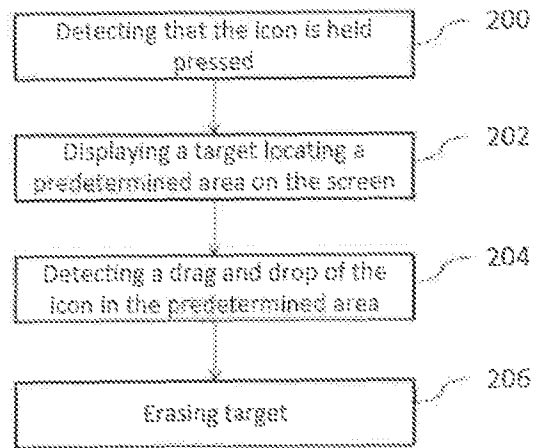 Detecting that the icon is held
pressed
200
Displaying a target locating a
predetermined area on the screen
202
Detecting a drag and drop of the
icon in the predetermined area
204
Erasing target
206